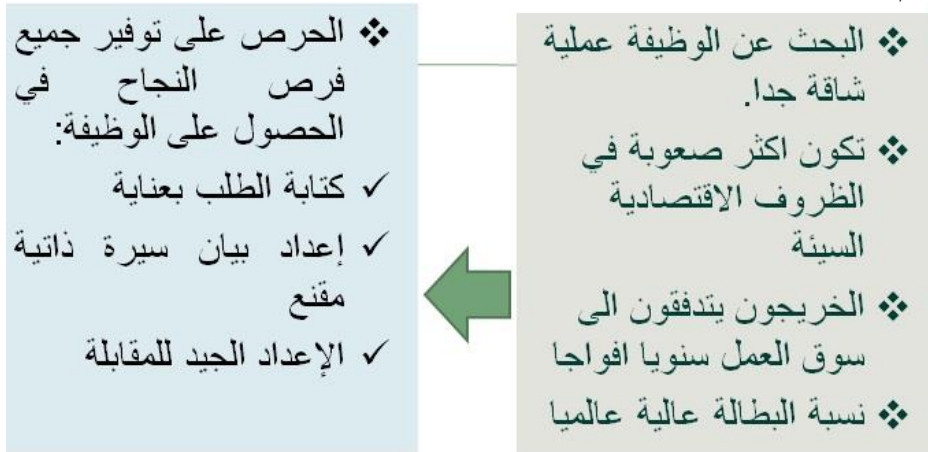 ❖ البحث عن الوظيفة عملية
شاقة جدا.
❖ تكون اكثر صعوبة في
الظروف الاقتصادية
السيئة
❖ الخريجون يتدفقون الى
سوق العمل سنويا افواجا
❖ نسبة البطالة عالية عالميا
❖ الحرص على توفير جميع
فرص النجاح في
الحصول على الوظيفة:
✓ كتابة الطلب بعناية
✓ إعداد بيان سيرة ذاتية
مقنع
✓ الإعداد الجيد للمقابلة